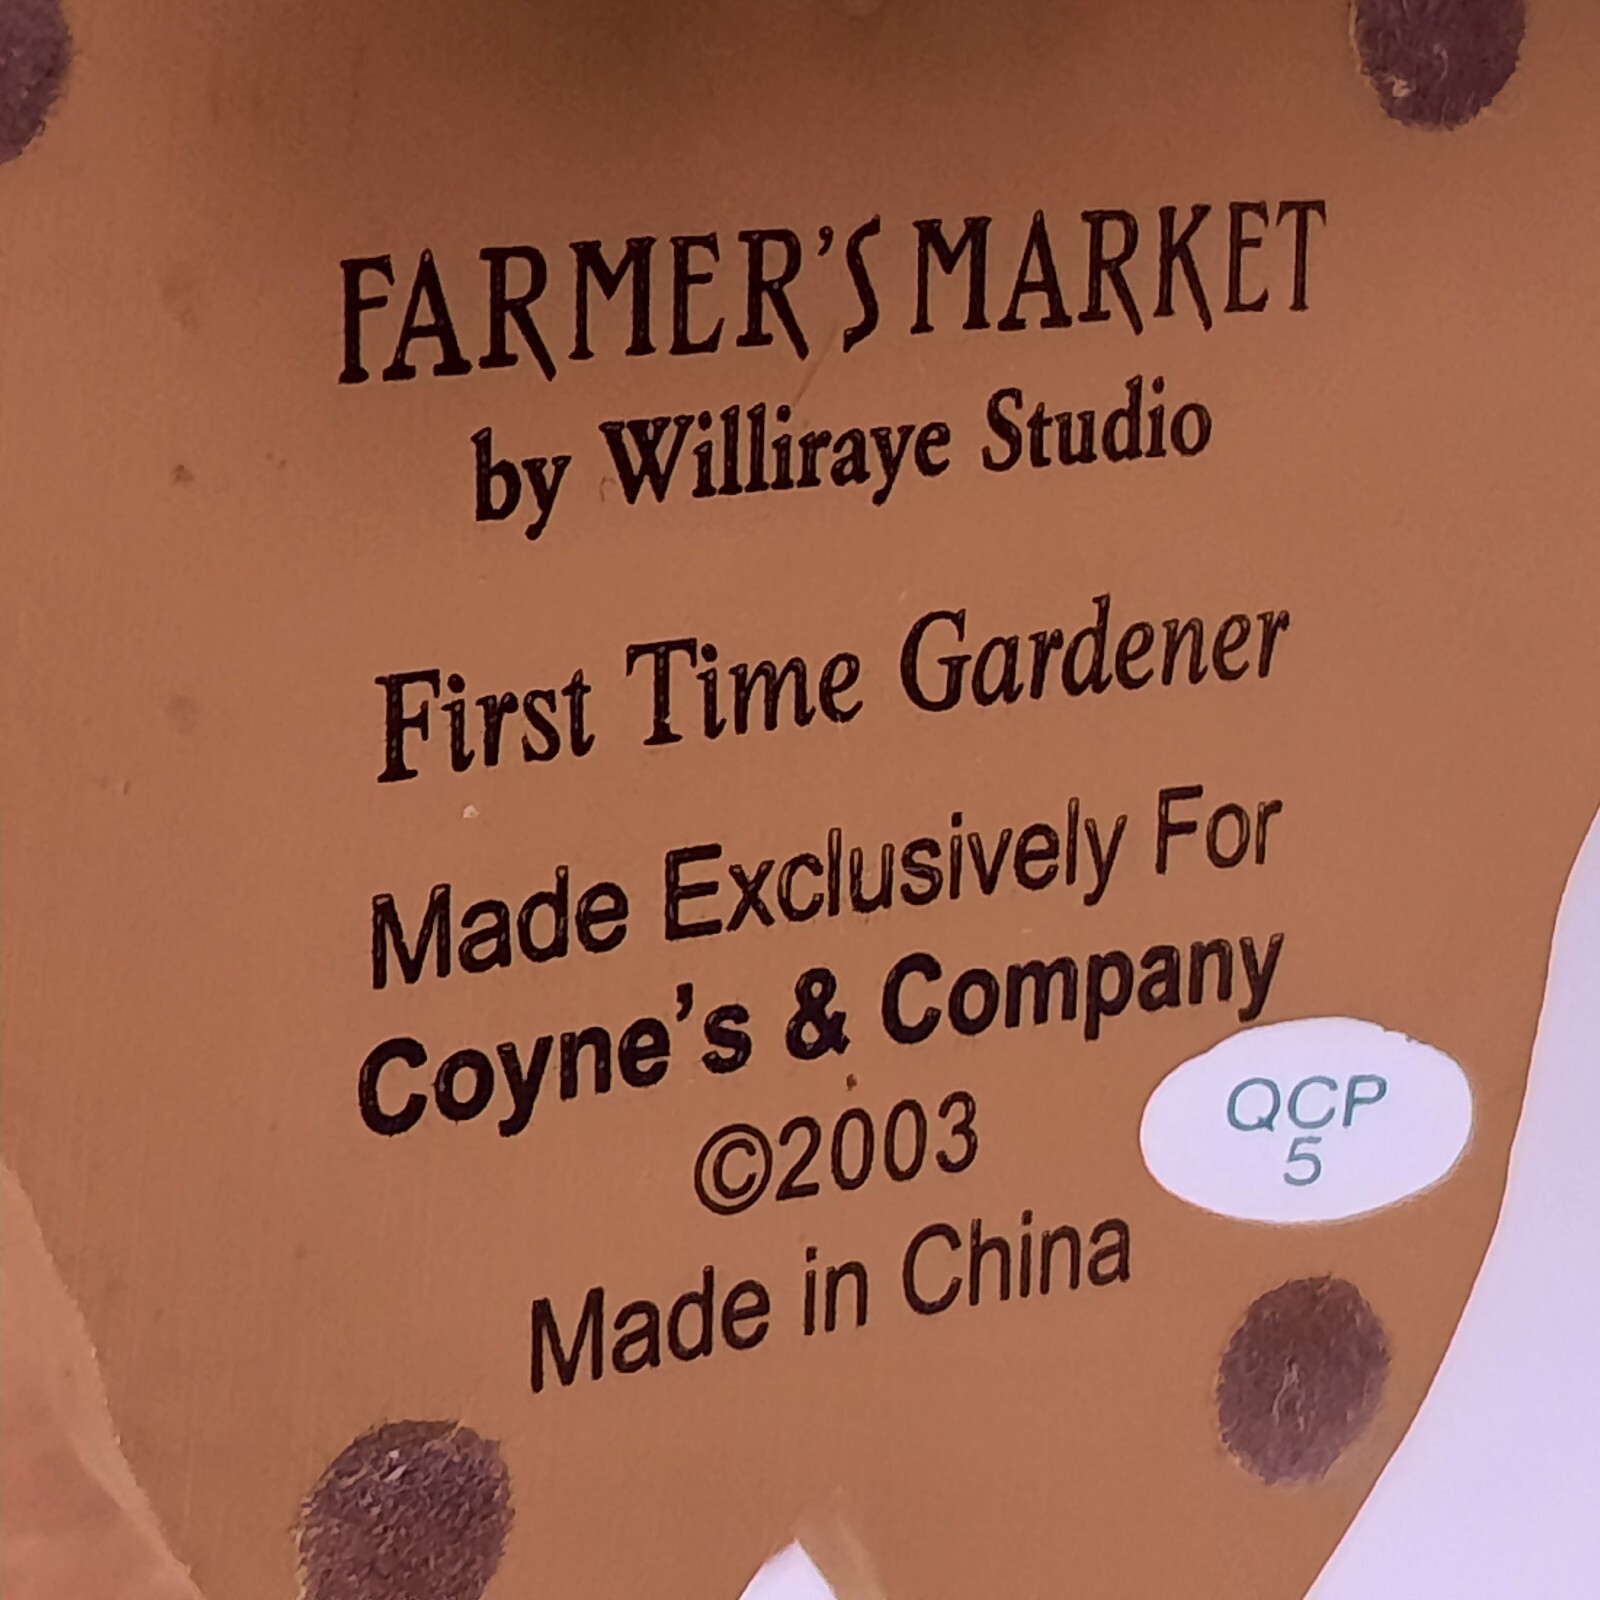 FARMER'S MARKET
by Williraye Studio
First Time Gardener
Made Exclusively For
Coyne's & Company
©2003
Made in China
QCP
5